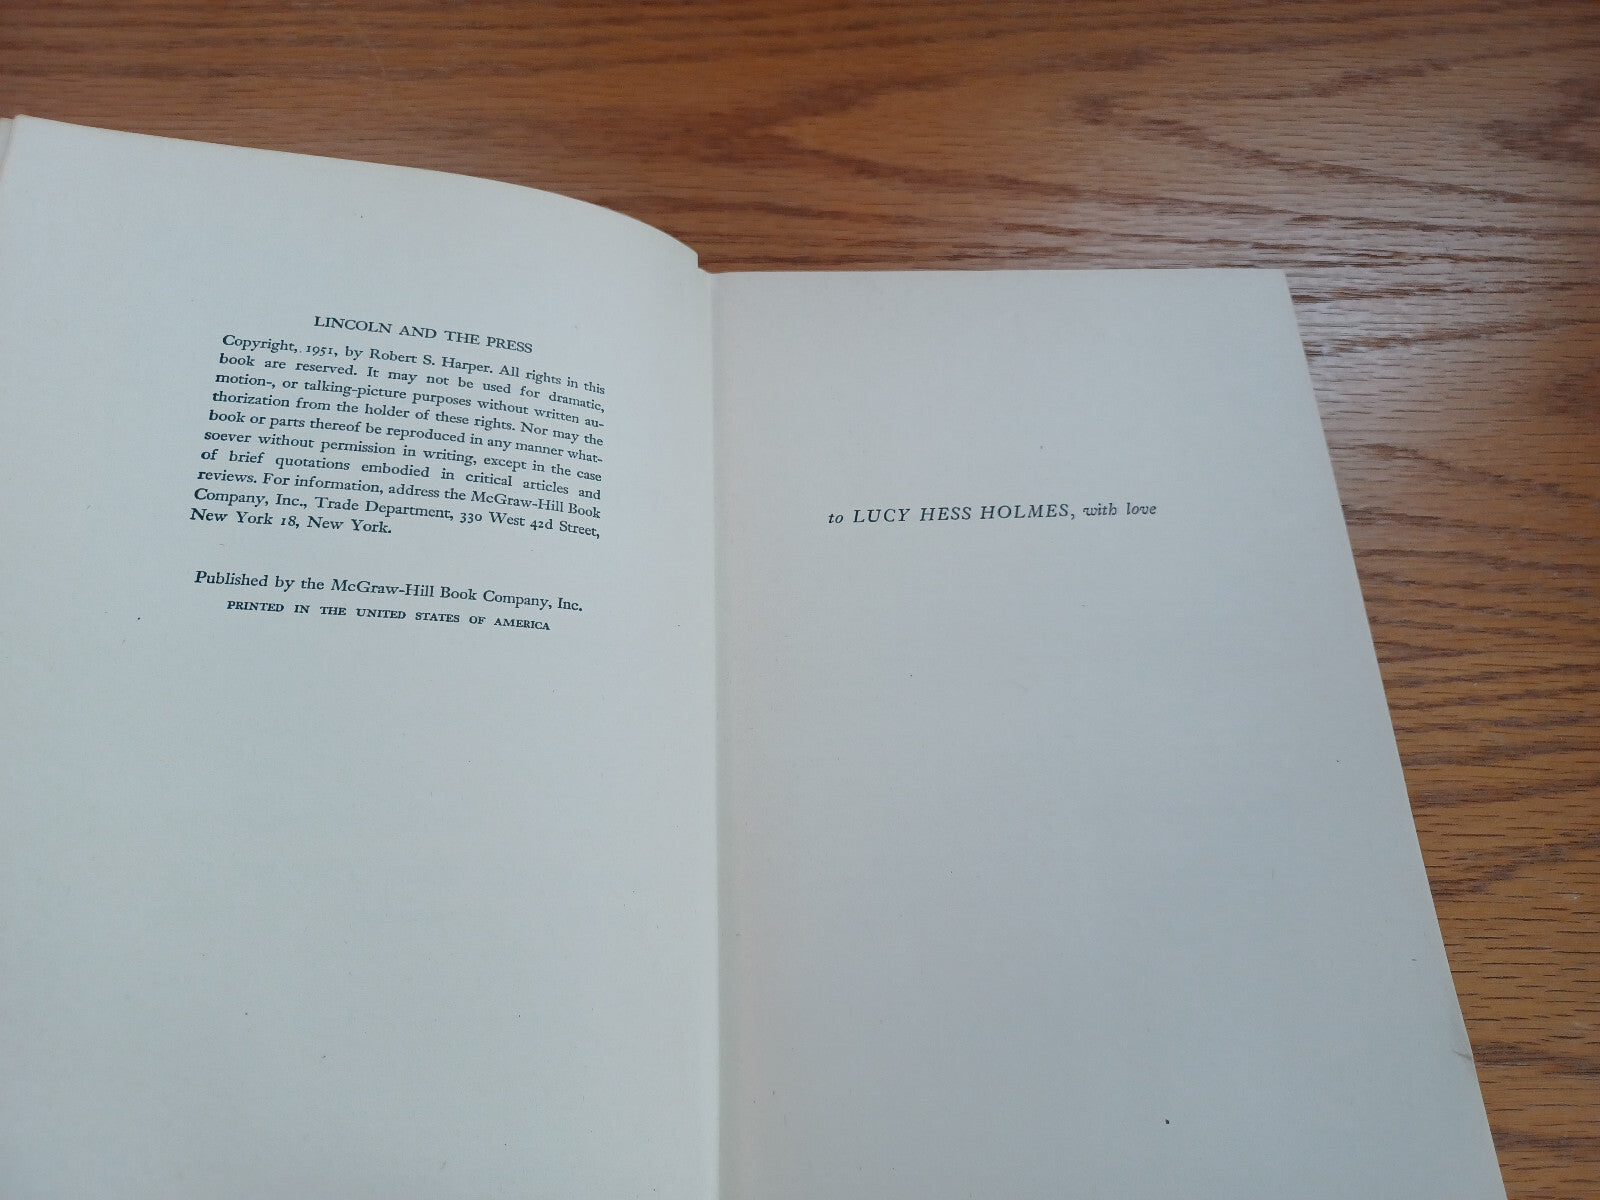 LINCOLN AND THE PRESS
Copyright, 1951, by Robert S. Harper. All rights in this
book are reserved. It may not be used for dramatic,
motion-, or talking-picture purposes without written au-
thorization from the holder of these rights. Nor may the
book or parts thereof be reproduced in any manner what-
soever without permission in writing, except in the case
of brief quotations embodied in critical articles and
reviews. For information, address the McGraw-Hill Book
Company, Inc., Trade Department, 330 West 42d Street,
New York 18, New York.
Published by the McGraw-Hill Book Company, Inc.
PRINTED IN THE UNITED STATES OF AMERICA
to LUCY HESS HOLMES, with love